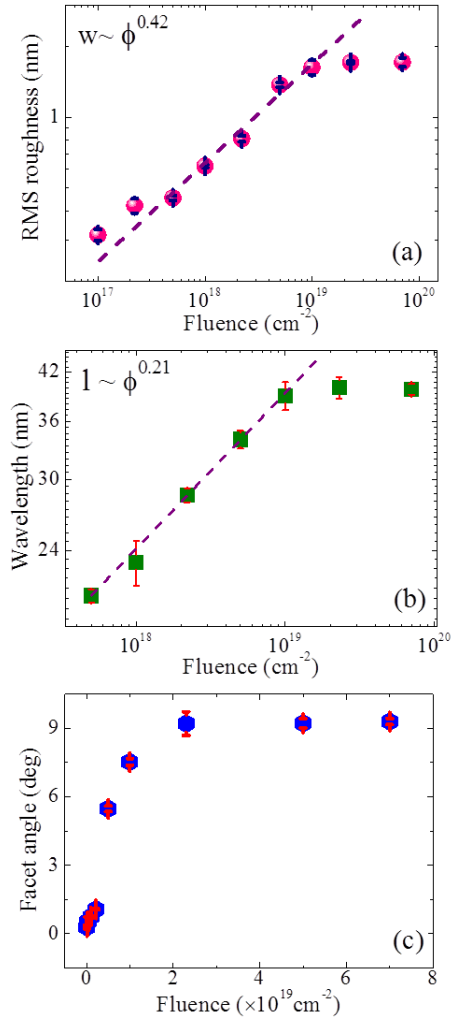 w~ ϕ^0.42
1
RMS roughness (nm)
(a)
10^17 10^18 10^19 10^20
Fluence (cm^-2)
l ~ ϕ^0.21
42
36
30
24
Wavelength (nm)
(b)
10^18 10^19 10^20
Fluence (cm^-2)
9
6
3
0
Facet angle (deg)
(c)
0 2 4 6 8
Fluence (×10^19cm^-2)